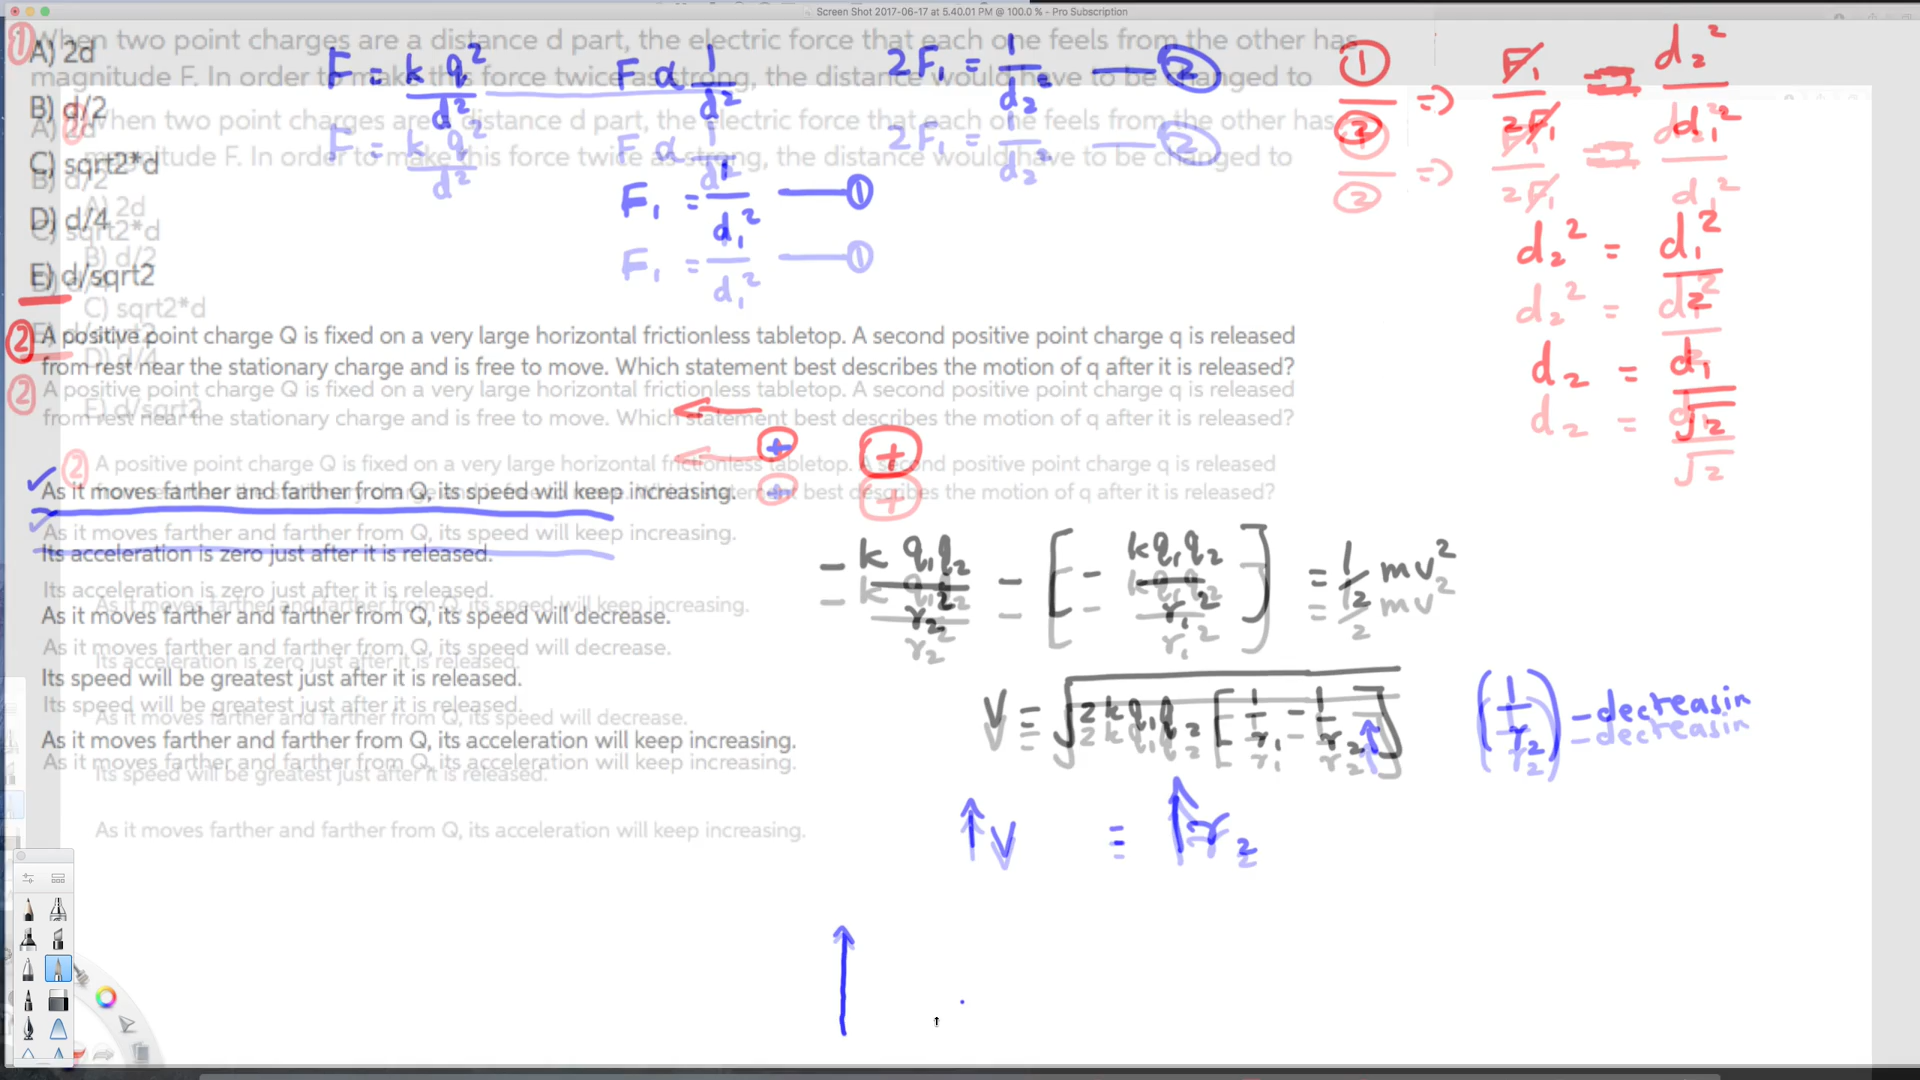 Screen Shot 2017-06-17 at 5.40.01 PM @ 100.0 % - Pro Subscription
① When two point charges are a distance d part, the electric force that each one feels from the other has
magnitude F. In order to make this force twice as strong, the distance would have to be changed to
A) 2d
B) d/2
C) sqrt2*d
D) d/4
E) d/sqrt2
F = k q²/d²
F ∝ 1/d²
F₁ = 1/d₁² — ①
2F₁ = 1/d₂² — ②
①/② => F₁/2F₁ = d₂²/d₁²
d₂² = d₁²/2
d₂ = d₁/√2
② A positive point charge Q is fixed on a very large horizontal frictionless tabletop. A second positive point charge q is released
from rest near the stationary charge and is free to move. Which statement best describes the motion of q after it is released?
+ +
As it moves farther and farther from Q, its speed will keep increasing.
Its acceleration is zero just after it is released.
As it moves farther and farther from Q, its speed will decrease.
Its speed will be greatest just after it is released.
As it moves farther and farther from Q, its acceleration will keep increasing.
- k q₁q₂/r₂² - [ - k q₁q₂/r₁² ] = 1/2 mv²
V = √(2 k q₁q₂ [1/r₁ - 1/r₂])
(1/r₂) - decreasin
↑V = ↑r₂